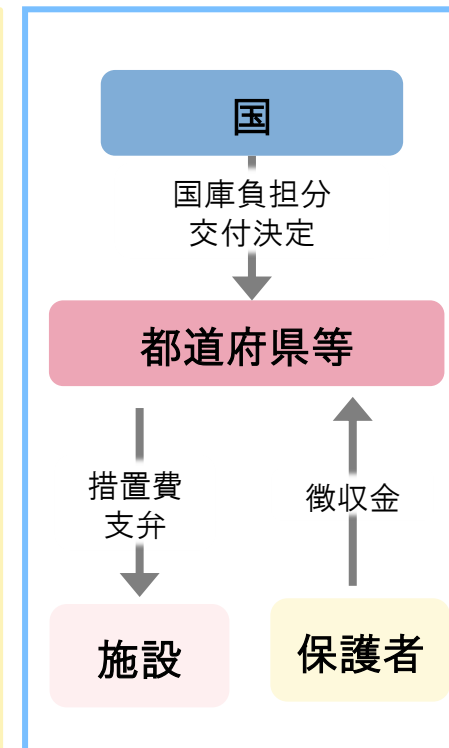 国
国庫負担分
交付決定
都道府県等
措置費
支弁
徴収金
施設
保護者